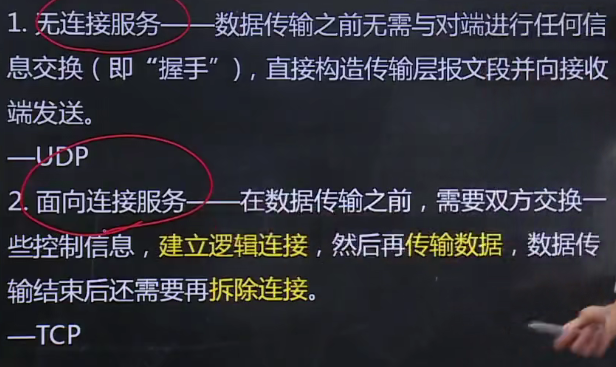 1. 无连接服务——数据传输之前无需与对端进行任何信
息交换（即“握手”)，直接构造传输层报文段并向接收
端发送。
—UDP
2. 面向连接服务——在数据传输之前，需要双方交换一
些控制信息，建立逻辑连接，然后再传输数据，数据传
输结束后还需要再拆除连接。
—TCP